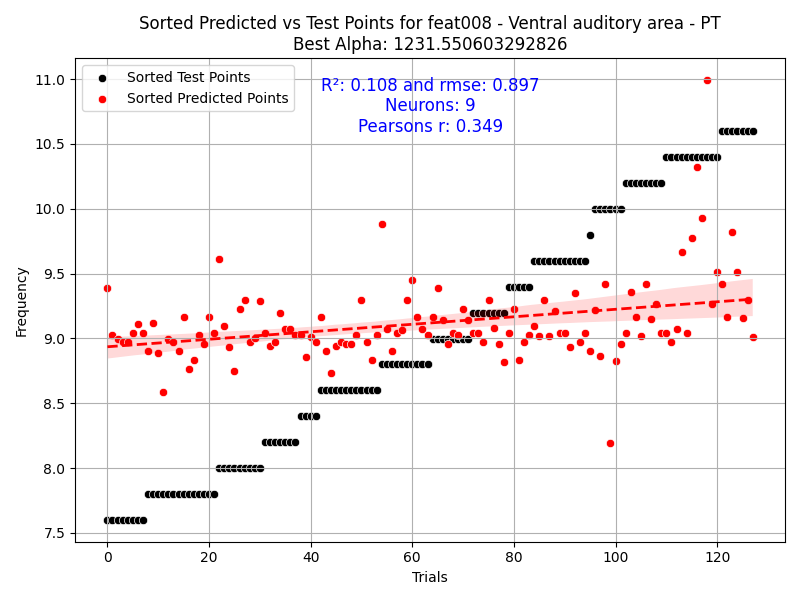 Sorted Predicted vs Test Points for feat008 - Ventral auditory area - PT
Best Alpha: 1231.550603292826
Sorted Test Points
Sorted Predicted Points
R²: 0.108 and rmse: 0.897
Neurons: 9
Pearsons r: 0.349
Frequency
11.0
10.5
10.0
9.5
9.0
8.5
8.0
7.5
0 20 40 60 80 100 120
Trials